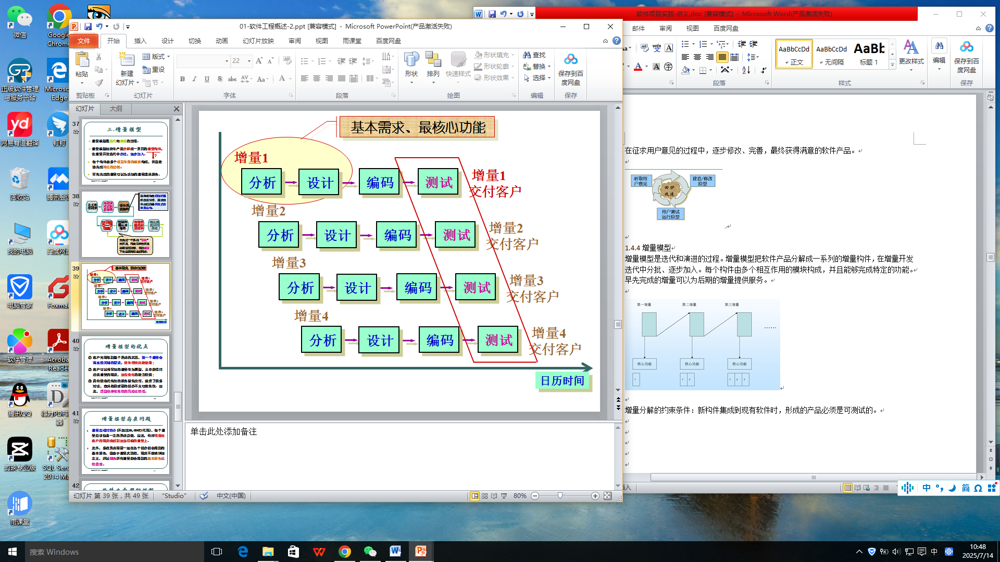 微信
Google Chrome
正版软件管理与服务平台
Microso Edge
网易有道翻译
钉钉
回收站
腾讯会议
我的电脑
百度网盘
电脑管家
Foxmai
软件管理
Acroba Reader
腾讯QQ
得力PDF转 器
剪映专业版
SQL Serv 2014 Ma
雨课堂
01-软件工程概述-2.ppt [兼容模式] - Microsoft PowerPoint(产品激活失败)
文件 开始 插入 设计 切换 动画 幻灯片放映 审阅 视图 雨课堂 百度网盘
粘贴
剪贴板
新建
幻灯片
版式
重设
节
幻灯片
22
字体
段落
形状
排列
快速样式
形状填充
形状轮廓
形状效果
绘图
查找
替换
选择
编辑
保存到百
度网盘
保存
幻灯片 大纲
37
三.增量模型
38
39
40
增量模型的优点
41
增量模型存在问题
42
基本需求、最核心功能
增量1
分析 设计 编码 测试
增量1
交付客户
增量2
分析 设计 编码 测试
增量2
交付客户
增量3
分析 设计 编码 测试
增量3
交付客户
增量4
分析 设计 编码 测试
增量4
交付客户
日历时间
单击此处添加备注
幻灯片 第 39 张，共 49 张 "Studio" 中文(中国) 80%
软件项目实践-讲义.doc [兼容模式] - Microsoft Word(产品激活失败)
邮件 审阅 视图 百度网盘
AaBbCcDd AaBbCcDd AaBb
正文 无间隔 标题 1
更改样式
编辑
保存到百
度网盘
段落 样式 保存
在征求用户意见的过程中，逐步修改、完善，最终获得满意的软件产品。
听取用
户意见
建造/修改
原型
回炉
改造
用户测试
运行原型
1.4.4 增量模型
增量模型是迭代和演进的过程。增量模型把软件产品分解成一系列的增量构件，在增量开发
迭代中分批、逐步加入。每个构件由多个相互作用的模块构成，并且能够完成特定的功能。
早先完成的增量可以为后期的增量提供服务。
第一增量 第二增量 第三增量
……
核心功能 核心功能 核心功能
1 1 2 1 2 3
增量分解的约束条件：新构件集成到现有软件时，形成的产品必须是可测试的。
插入
中 简
搜索 Windows
中
10:48
2025/7/14